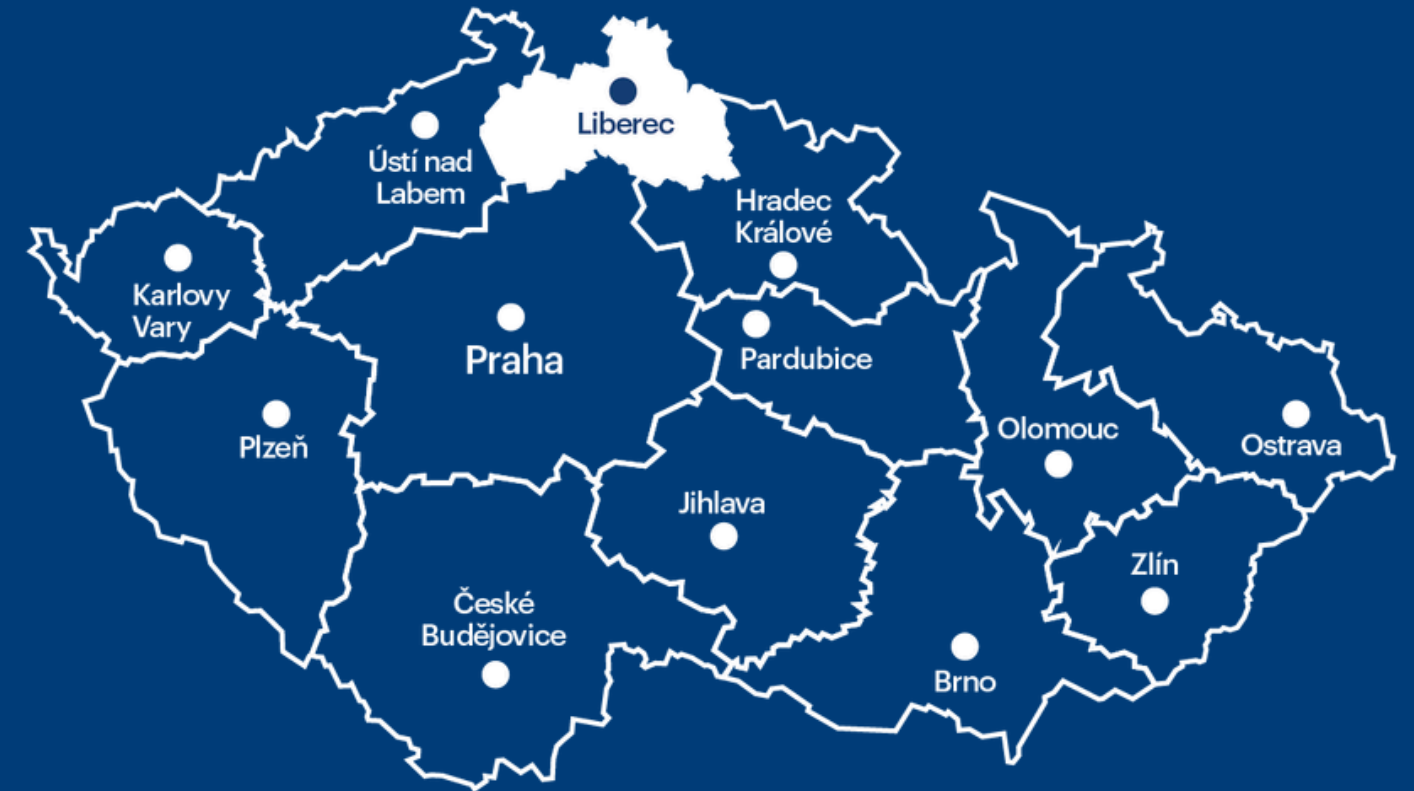 Liberec
Ústí nad
Labem
Hradec
Králové
Karlovy
Vary
Praha
Pardubice
Plzeň
Olomouc
Ostrava
Jihlava
Zlín
České
Budějovice
Brno